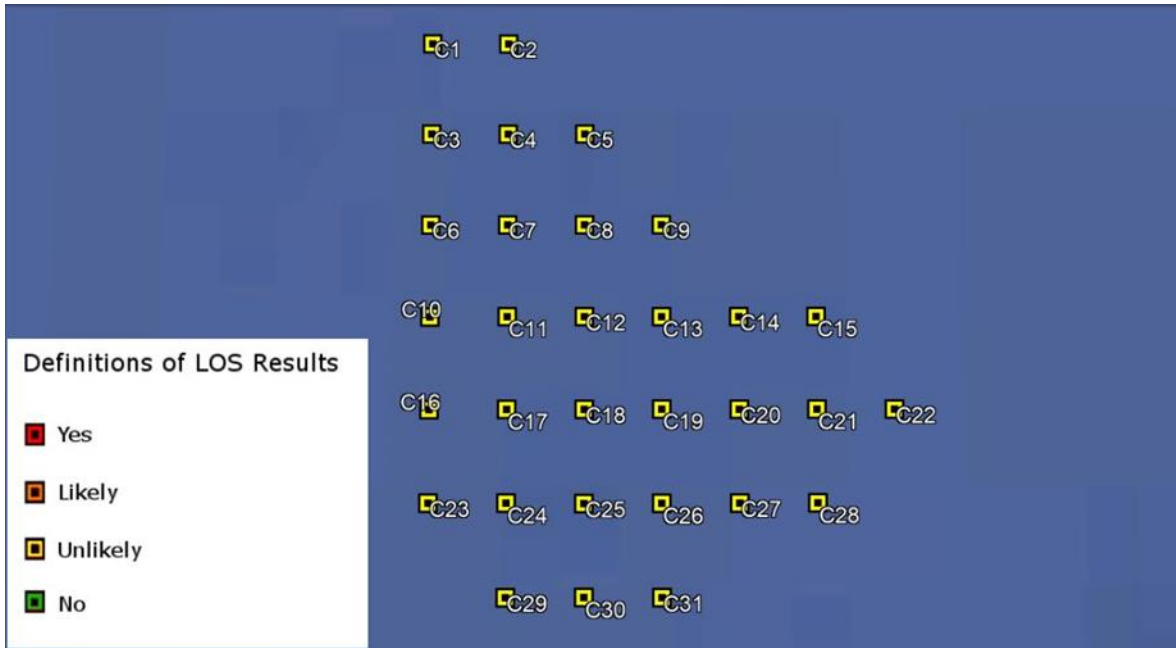 C1 C2
C3 C4 C5
C6 C7 C8 C9
C10 C11 C12 C13 C14 C15
Definitions of LOS Results
C16 C17 C18 C19 C20 C21 C22
Yes
Likely
C23 C24 C25 C26 C27 C28
Unlikely
No
C29 C30 C31